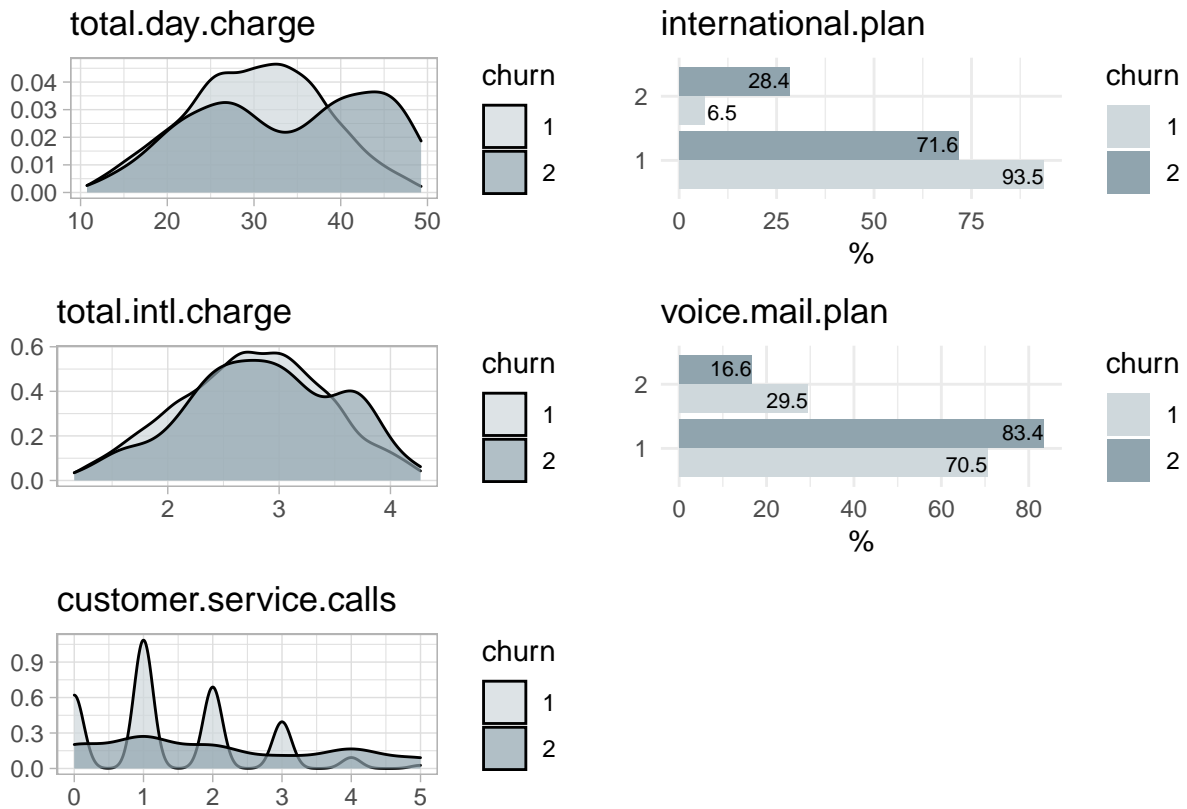 total.day.charge
0.04
0.03
0.02
0.01
0.00
10 20 30 40 50
churn
1
2
international.plan
2
1
28.4
6.5
71.6
93.5
0 25 50 75
%
churn
1
2
total.intl.charge
0.6
0.4
0.2
0.0
2 3 4
churn
1
2
voice.mail.plan
2
1
16.6
29.5
83.4
70.5
0 20 40 60 80
%
churn
1
2
customer.service.calls
0.9
0.6
0.3
0.0
0 1 2 3 4 5
churn
1
2